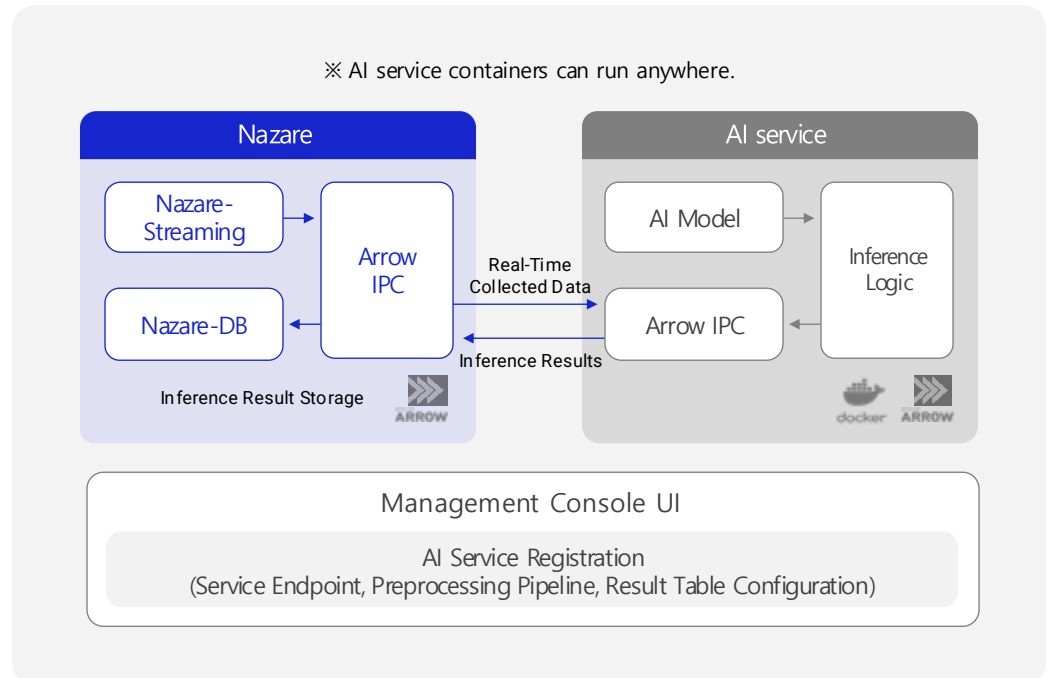 ※ AI service containers can run anywhere.
Nazare
AI service
Nazare-
Streaming
Arrow
IPC
Nazare-DB
Inference Result Storage
ARROW
Real-Time
Collected Data
Inference Results
AI Model
Inference
Logic
Arrow IPC
docker
ARROW
Management Console UI
AI Service Registration
(Service Endpoint, Preprocessing Pipeline, Result Table Configuration)